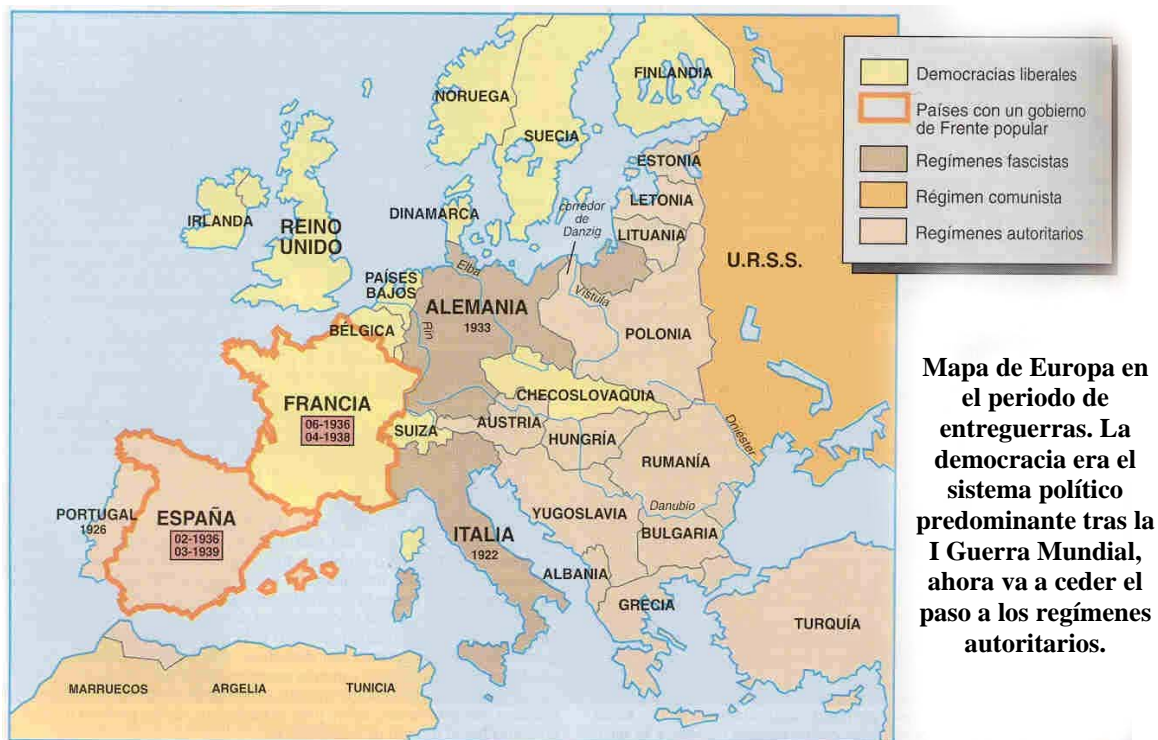 FINLANDIA
NORUEGA
SUECIA
ESTONIA
LETONIA
corredor
de
Danzig
DINAMARCA
IRLANDA
REINO
UNIDO
LITUANIA
U.R.S.S.
Elba
PAÍSES
BAJOS
ALEMANIA
1933
Vístula
Rin
BÉLGICA
POLONIA
CHECOSLOVAQUIA
FRANCIA
06-1936
04-1938
SUIZA
AUSTRIA
HUNGRÍA
Dniéster
RUMANÍA
PORTUGAL
1926
ESPAÑA
02-1936
03-1939
ITALIA
1922
YUGOSLAVIA
Danubio
BULGARIA
ALBANIA
GRECIA
TURQUÍA
MARRUECOS
ARGELIA
TUNICIA
Democracias liberales
Países con un gobierno
de Frente popular
Regímenes fascistas
Régimen comunista
Regímenes autoritarios
Mapa de Europa en
el periodo de
entreguerras. La
democracia era el
sistema político
predominante tras la
I Guerra Mundial,
ahora va a ceder el
paso a los regímenes
autoritarios.